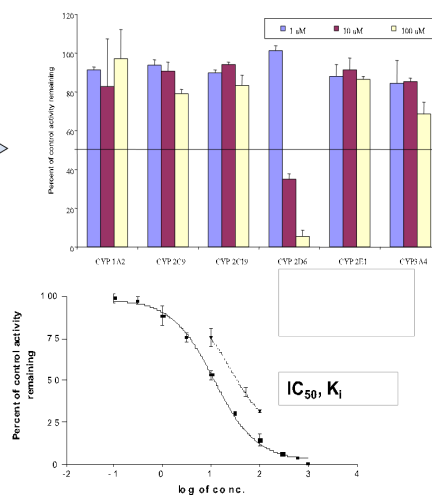 1 uM 10 uM 100 uM
Percent of control activity remaining
120
100
80
60
40
20
0
CYP 1A2 CYP 2C9 CYP 2C19 CYP 2D6 CYP 2E1 CYP3A4
Percent of control activity
remaining
100
75
50
25
0
-2 -1 0 1 2 3 4
log of conc.
IC50, Ki